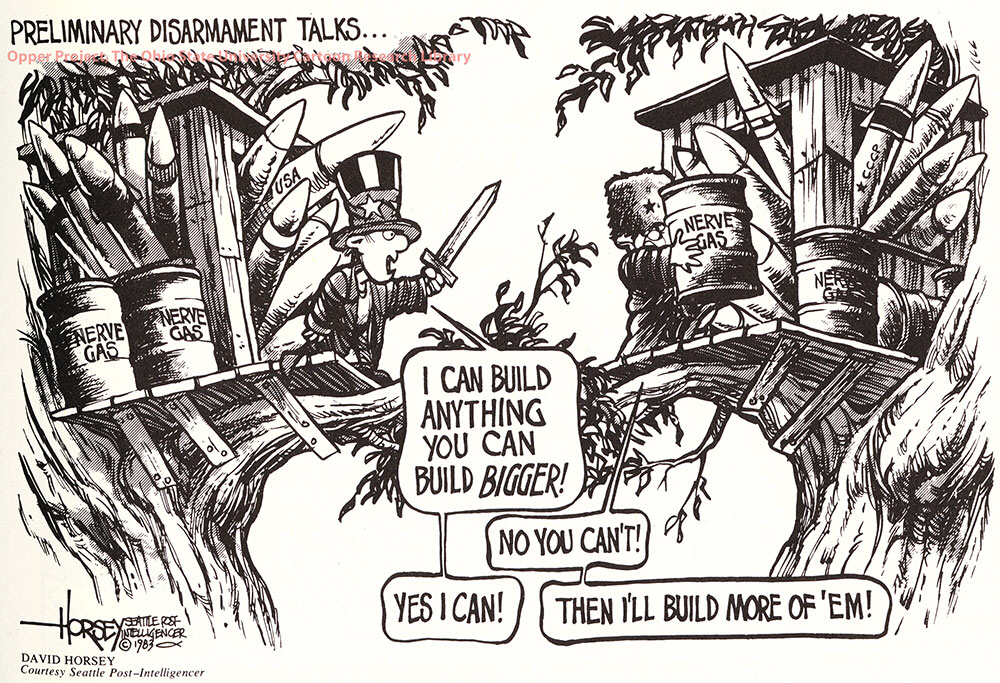 PRELIMINARY DISARMAMENT TALKS...
Opper Project, The Ohio State University Cartoon Research Library
USA
★CCCP
NERVE
GAS
NERVE
GAS
NERVE
GAS
NER
GA
I CAN BUILD
ANYTHING
YOU CAN
BUILD BIGGER!
NO YOU CAN'T!
YES I CAN!
THEN I'LL BUILD MORE OF 'EM!
HORSEY
SEATTLE POST-
INTELLIGENCER
© 1983
DAVID HORSEY
Courtesy Seattle Post–Intelligencer